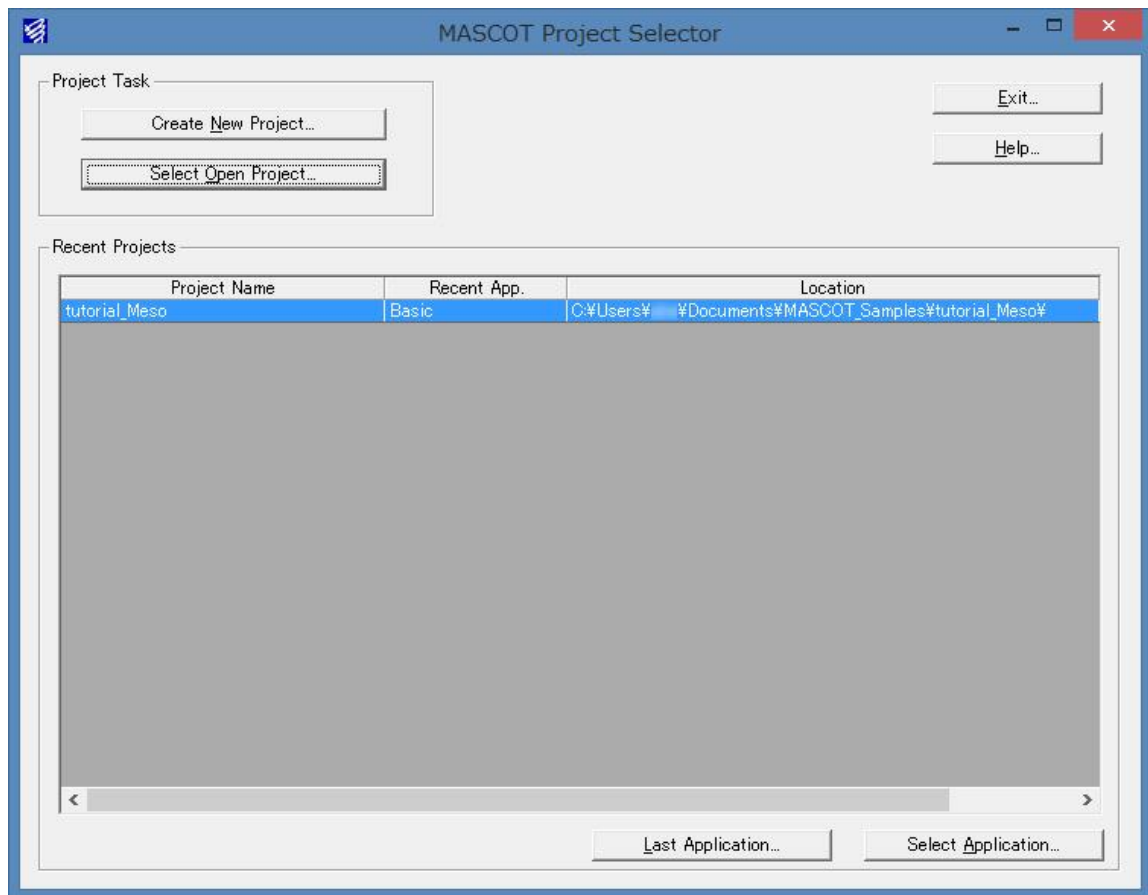 MASCOT Project Selector
Project Task
Create New Project...
Select Open Project...
Exit...
Help...
Recent Projects
Project Name Recent App. Location
tutorial_Meso Basic C:¥Users¥ ¥Documents¥MASCOT_Samples¥tutorial_Meso¥
Last Application... Select Application...